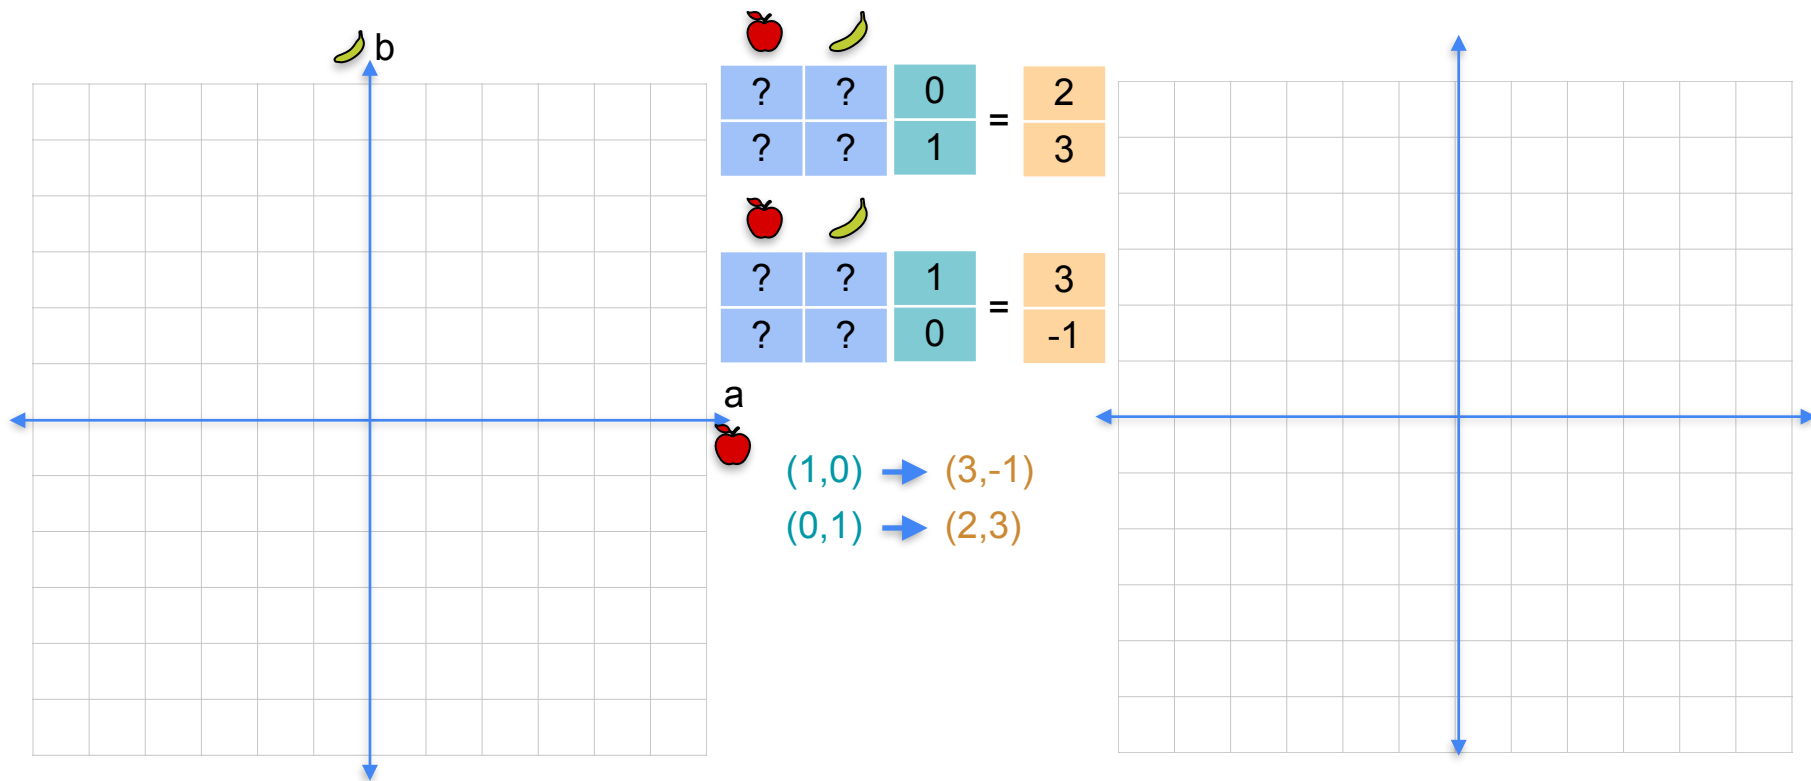 b
? ? 0 = 2
? ? 1 3
? ? 1 = 3
? ? 0 -1
a
(1,0) (3,-1)
(0,1) (2,3)